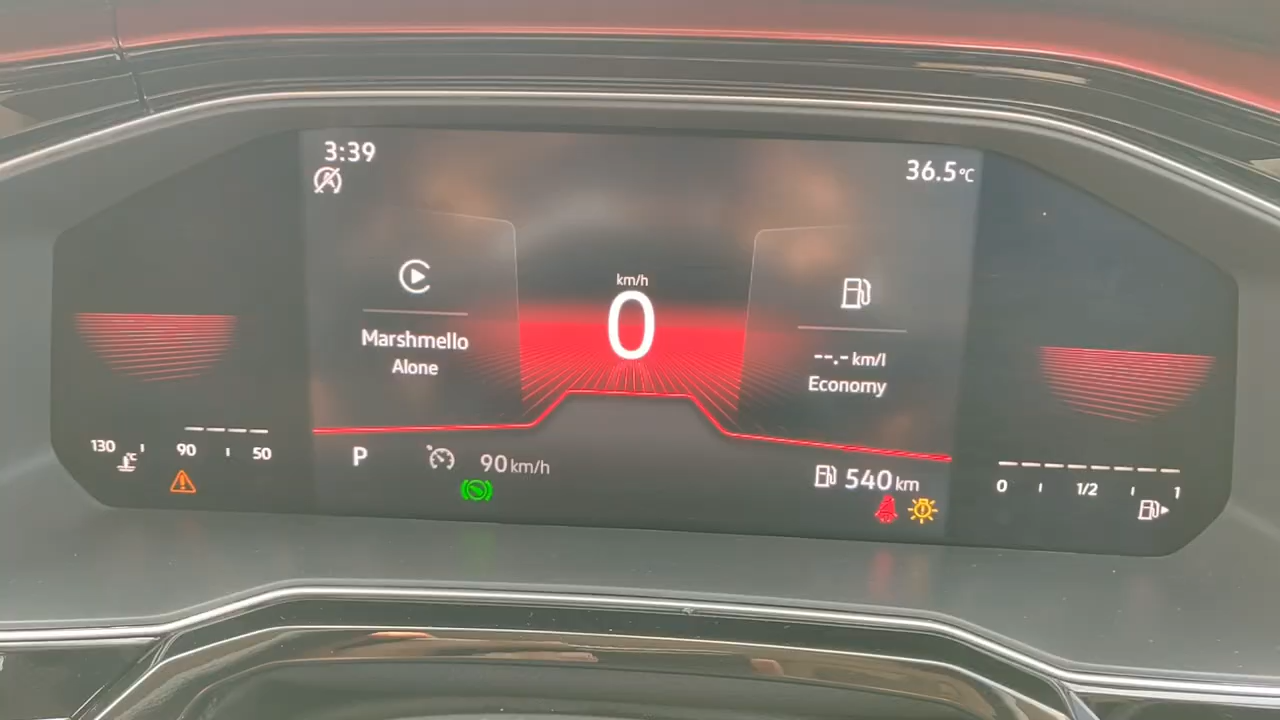 3:39
36.5°C
km/h
0
Marshmello
Alone
--.- km/l
Economy
130 °C 90 50
P
90 km/h
540 km
0 1/2 1